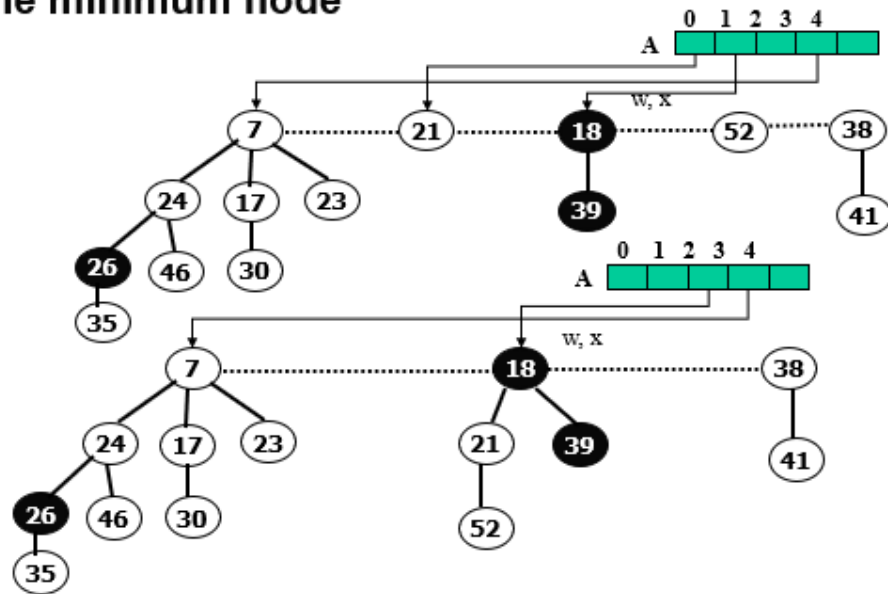 he minimum node
0 1 2 3 4
A
w, x
7 21 18 52 38
24 17 23 39 41
26 46 30
35
0 1 2 3 4
A
w, x
7 18 38
24 17 23 21 39 41
26 46 30 52
35